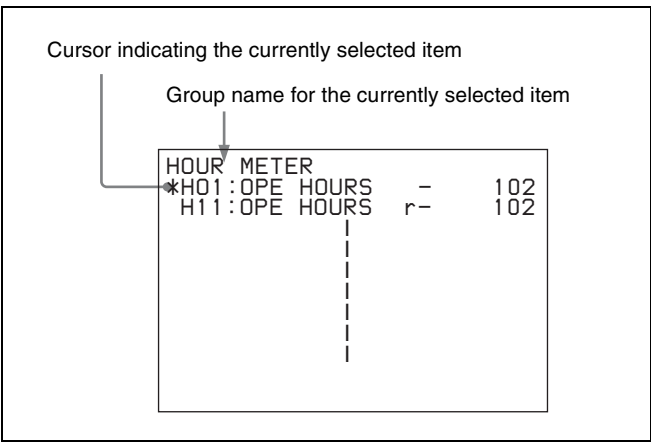 Cursor indicating the currently selected item
Group name for the currently selected item
HOUR METER
*H01:OPE HOURS - 102
H11:OPE HOURS r- 102